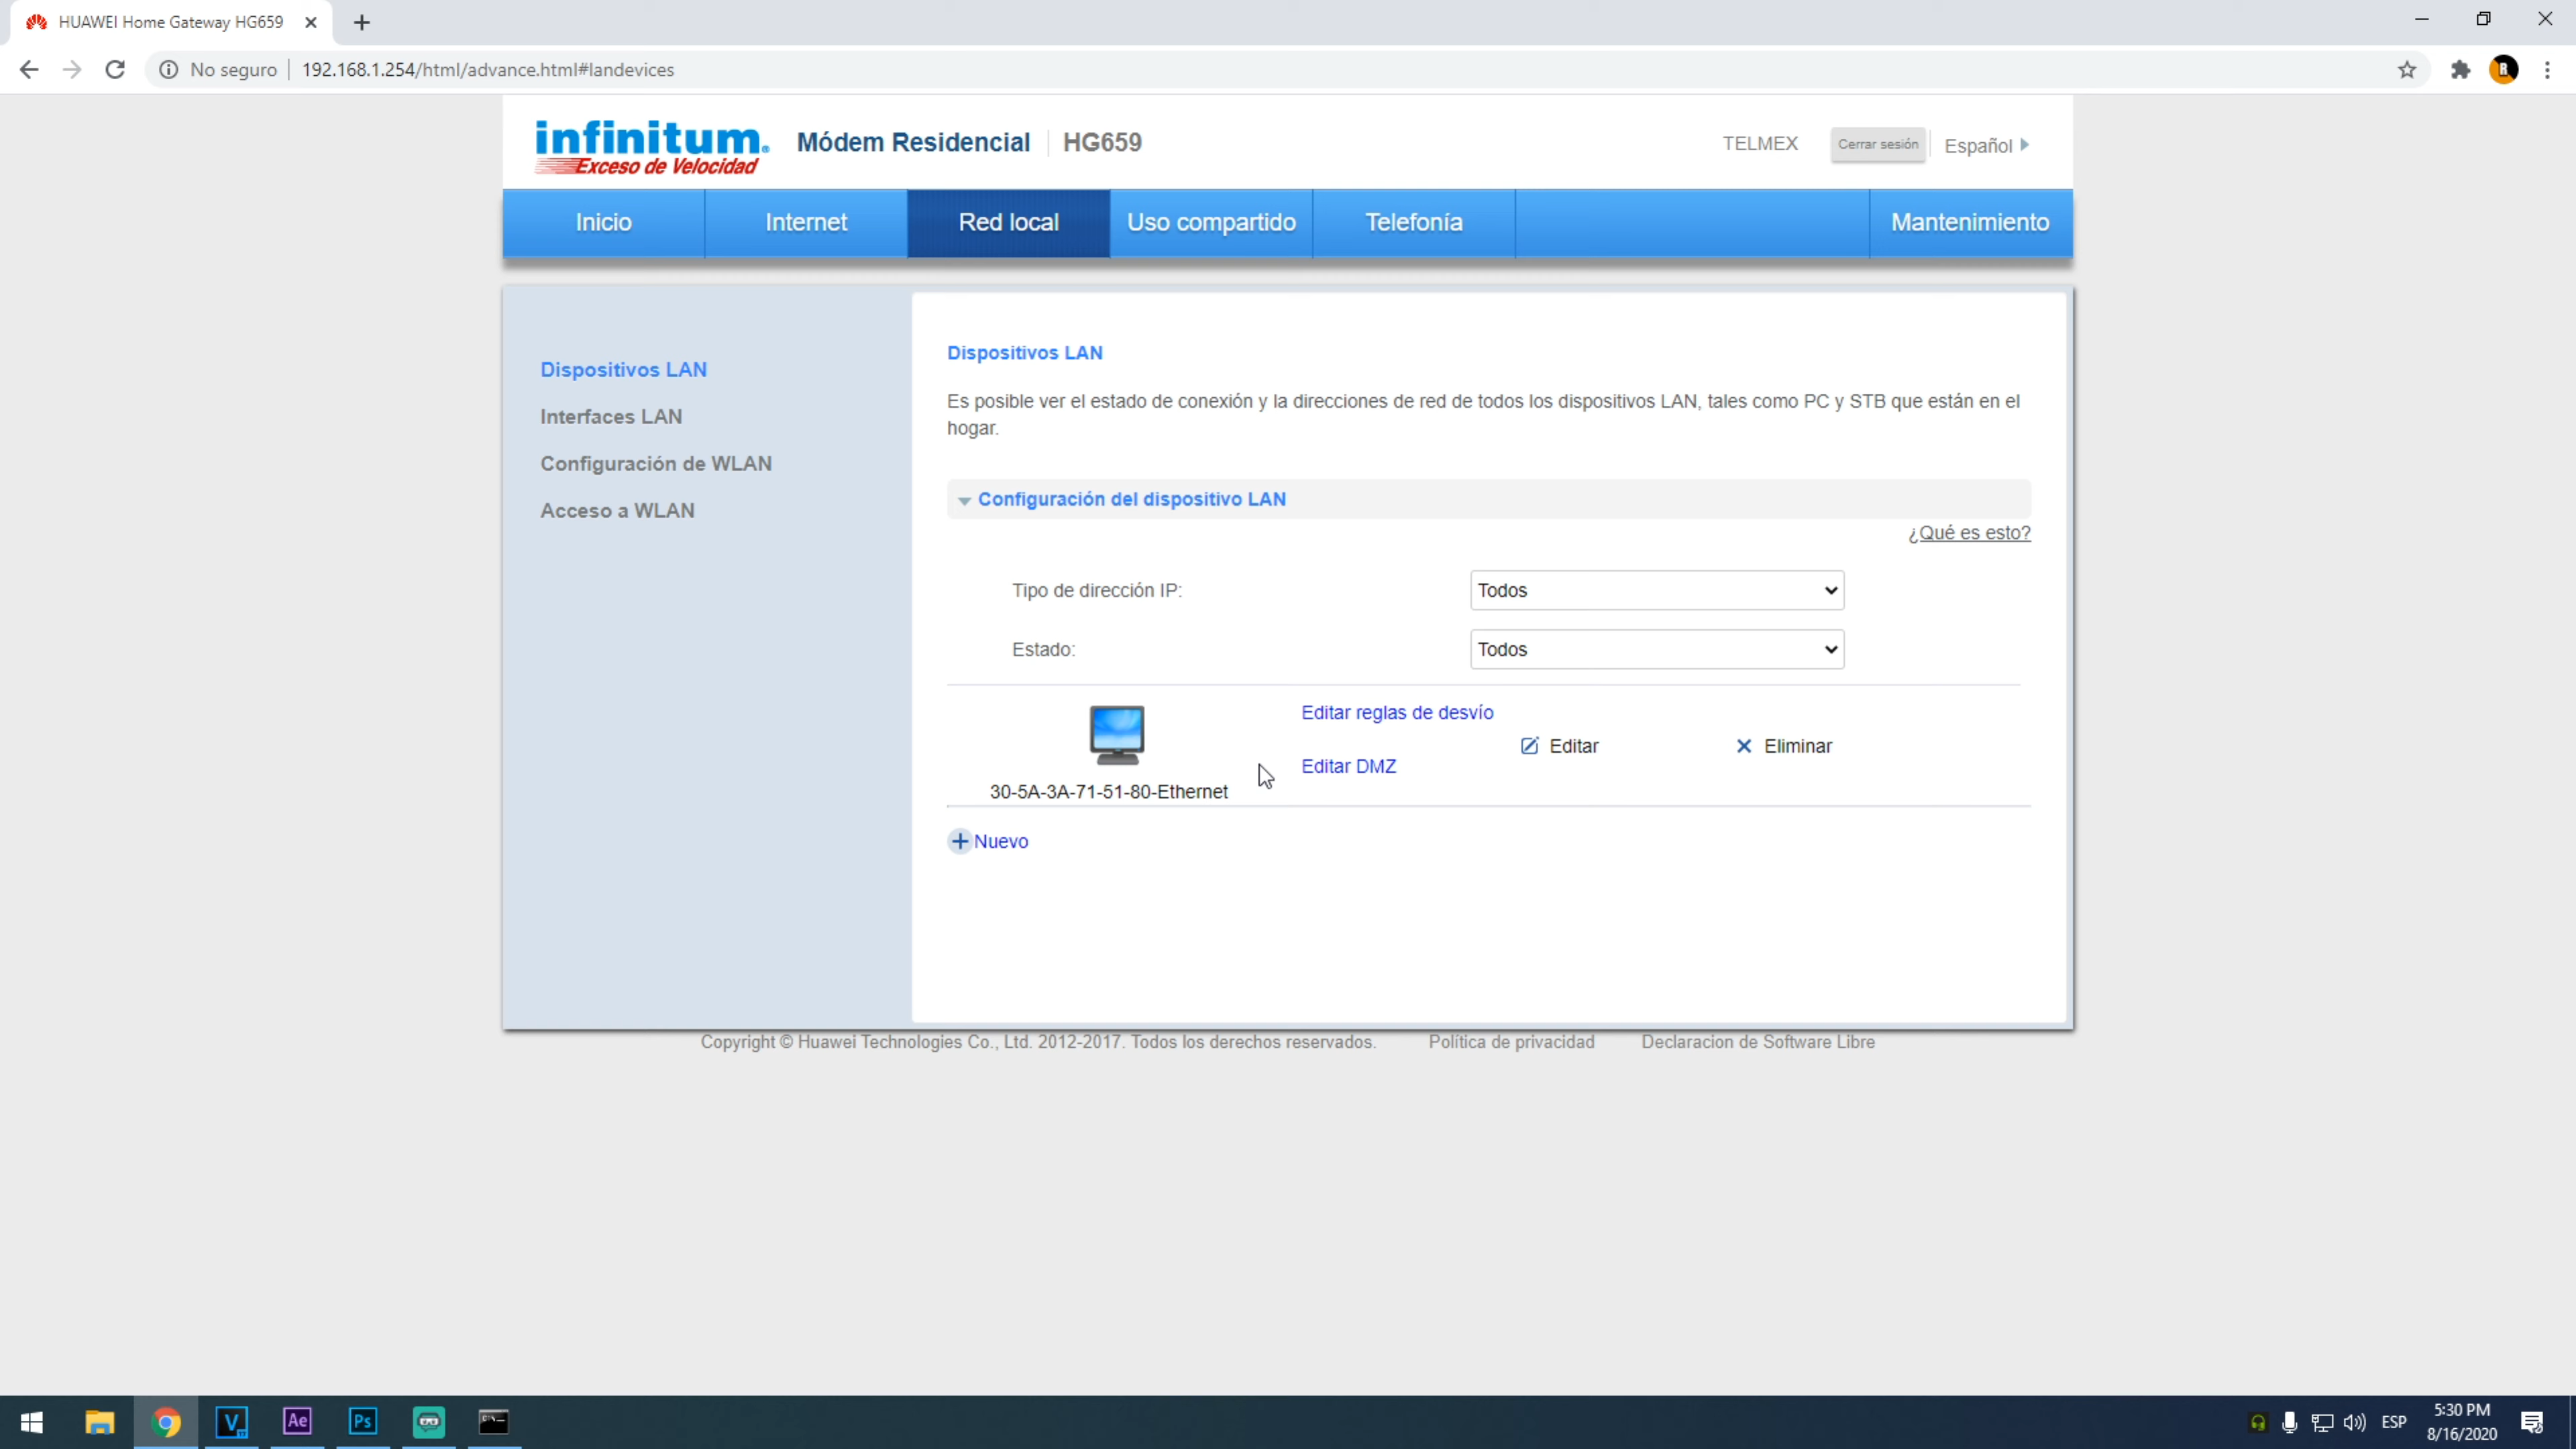 HUAWEI Home Gateway HG659
No seguro 192.168.1.254/html/advance.html#landevices
R
infinitum.
Exceso de Velocidad
Módem Residencial HG659
TELMEX Cerrar sesión Español
Inicio Internet Red local Uso compartido Telefonía Mantenimiento
Dispositivos LAN
Interfaces LAN
Configuración de WLAN
Acceso a WLAN
Dispositivos LAN
Es posible ver el estado de conexión y la direcciones de red de todos los dispositivos LAN, tales como PC y STB que están en el
hogar.
Configuración del dispositivo LAN
¿Qué es esto?
Tipo de dirección IP: Todos
Estado: Todos
Editar reglas de desvío
Editar DMZ
Editar Eliminar
30-5A-3A-71-51-80-Ethernet
Nuevo
Copyright © Huawei Technologies Co., Ltd. 2012-2017. Todos los derechos reservados. Política de privacidad Declaracion de Software Libre
V Ae Ps
ESP
5:30 PM
8/16/2020